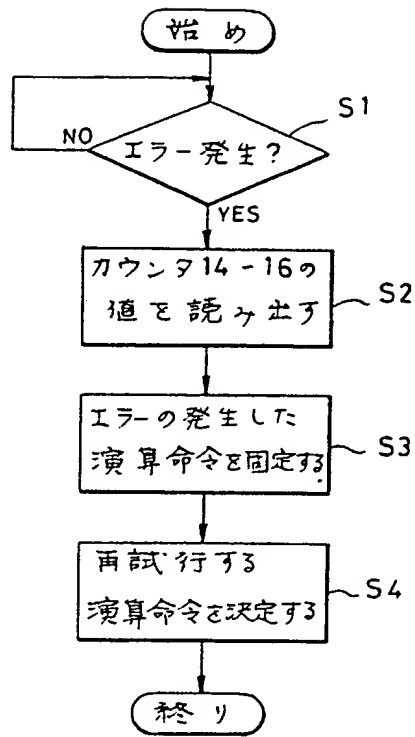 始め
S1
NO
エラー発生?
YES
カウンタ14-16の
値を読み出す
S2
エラーの発生した
演算命令を固定する.
S3
再試行する
演算命令を決定する
S4
終り